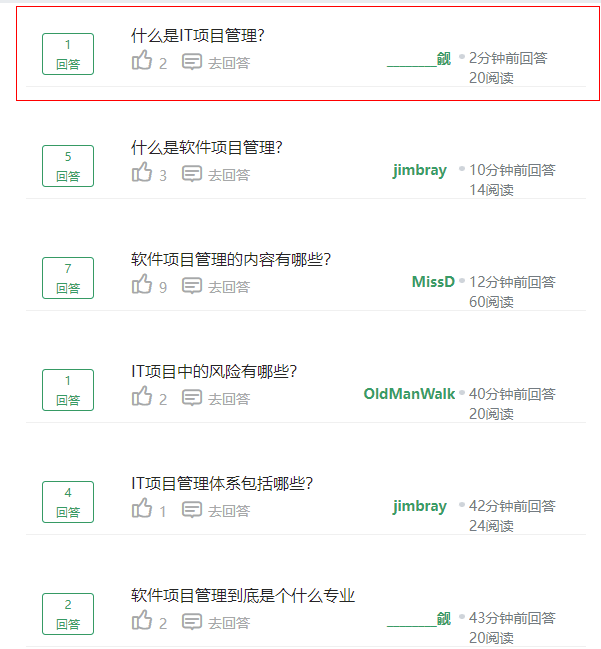 1
回答
什么是IT项目管理?
2 去回答
_______觎 2分钟前回答
20阅读
5
回答
什么是软件项目管理?
3 去回答
jimbray 10分钟前回答
14阅读
7
回答
软件项目管理的内容有哪些?
9 去回答
MissD 12分钟前回答
60阅读
1
回答
IT项目中的风险有哪些?
2 去回答
OldManWalk 40分钟前回答
20阅读
4
回答
IT项目管理体系包括哪些?
1 去回答
jimbray 42分钟前回答
24阅读
2
回答
软件项目管理到底是个什么专业
2 去回答
_______觎 43分钟前回答
20阅读